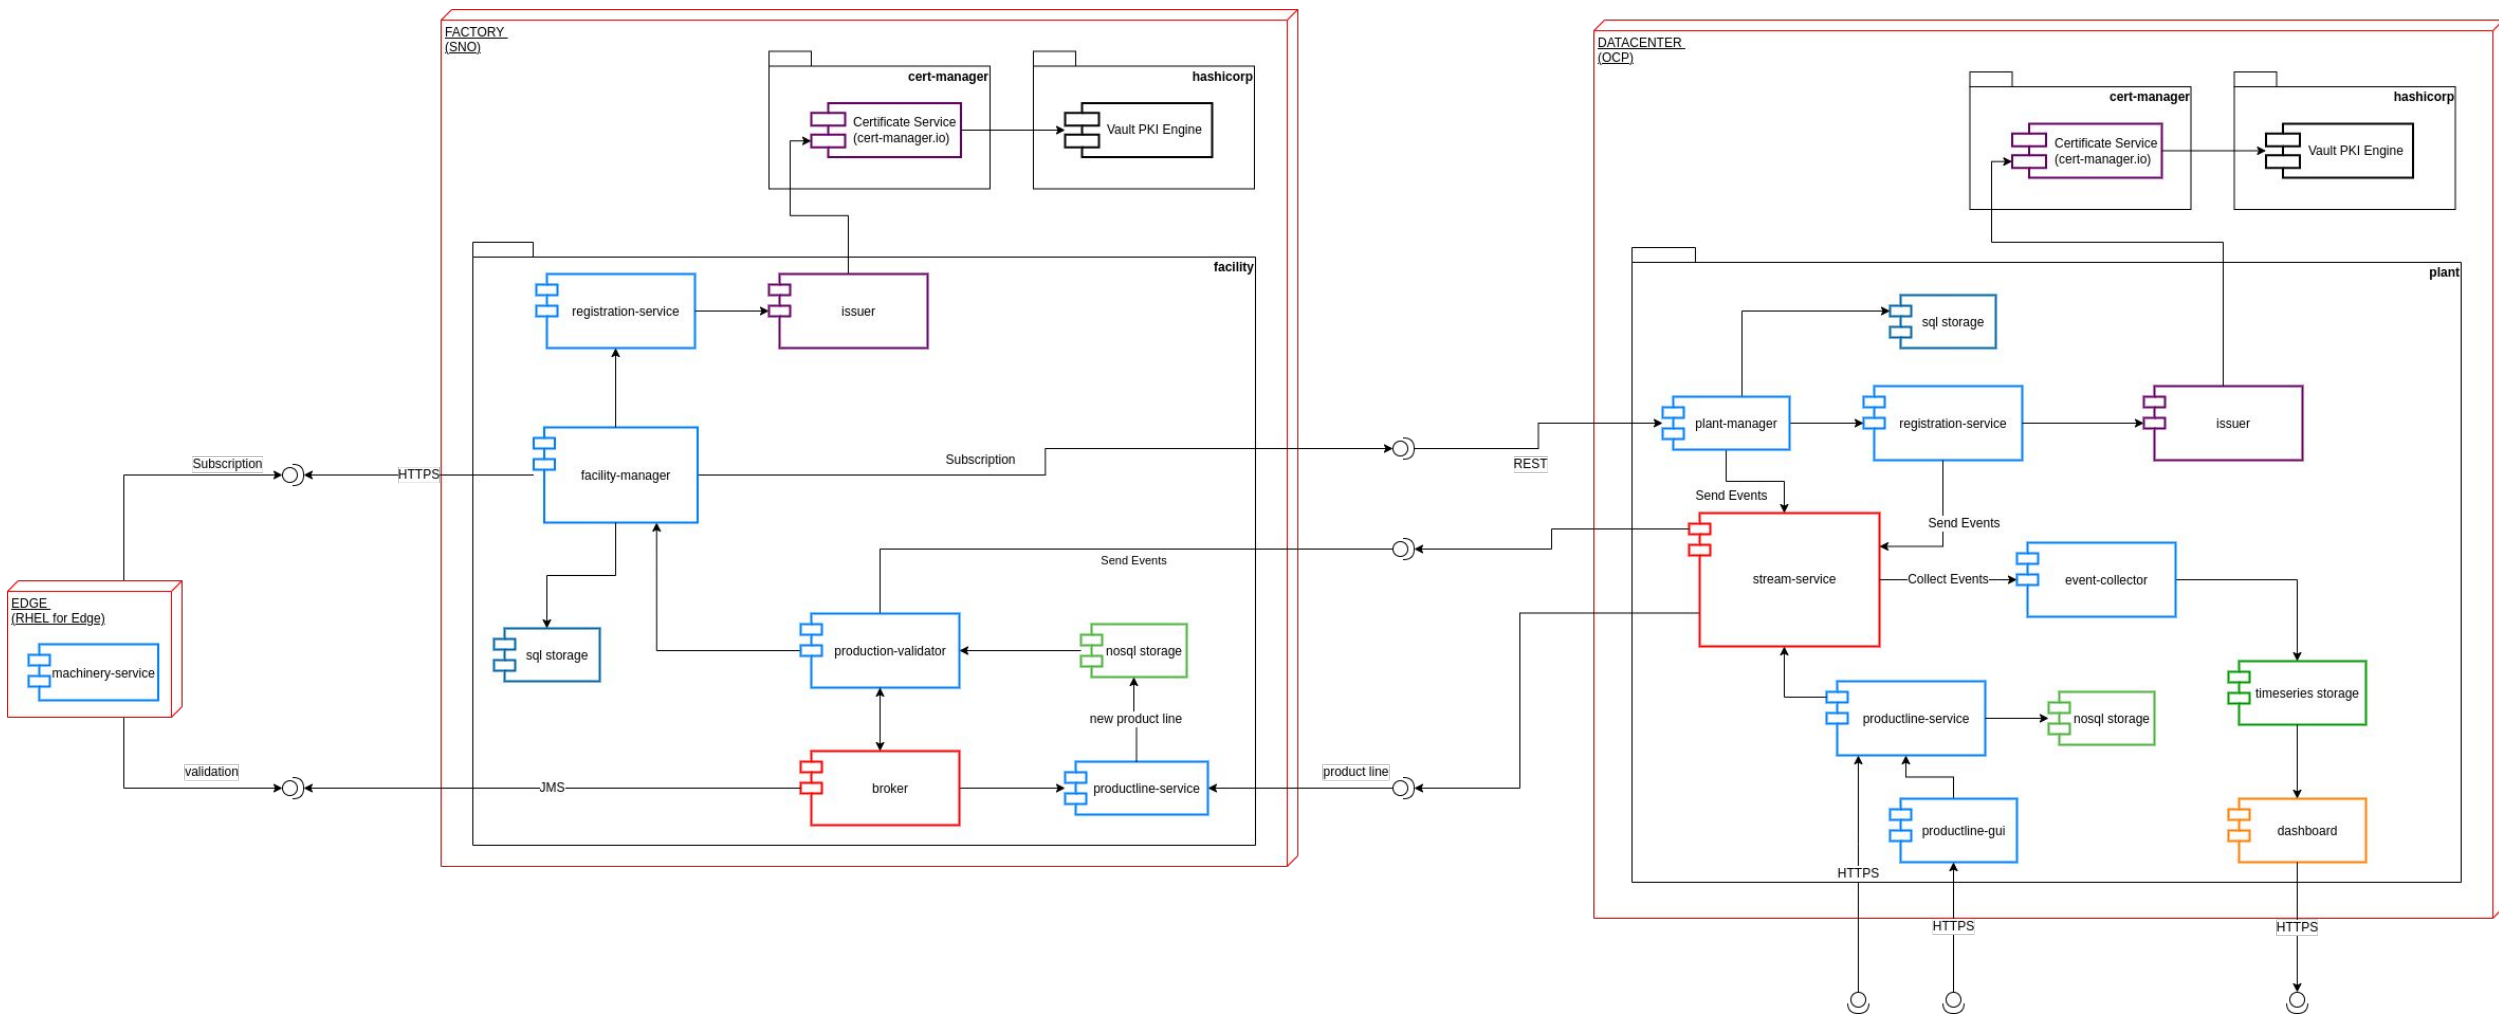 FACTORY
(SNO)
cert-manager
hashicorp
Certificate Service
(cert-manager.io)
Vault PKI Engine
facility
registration-service
issuer
facility-manager
Subscription
HTTPS
Subscription
REST
Send Events
EDGE
(RHEL for Edge)
machinery-service
sql storage
production-validator
nosql storage
new product line
validation
JMS
broker
productline-service
product line
DATACENTER
(OCP)
cert-manager
hashicorp
Certificate Service
(cert-manager.io)
Vault PKI Engine
plant
sql storage
plant-manager
registration-service
issuer
Send Events
Send Events
stream-service
Collect Events
event-collector
productline-service
nosql storage
timeseries storage
productline-gui
dashboard
HTTPS
HTTPS
HTTPS